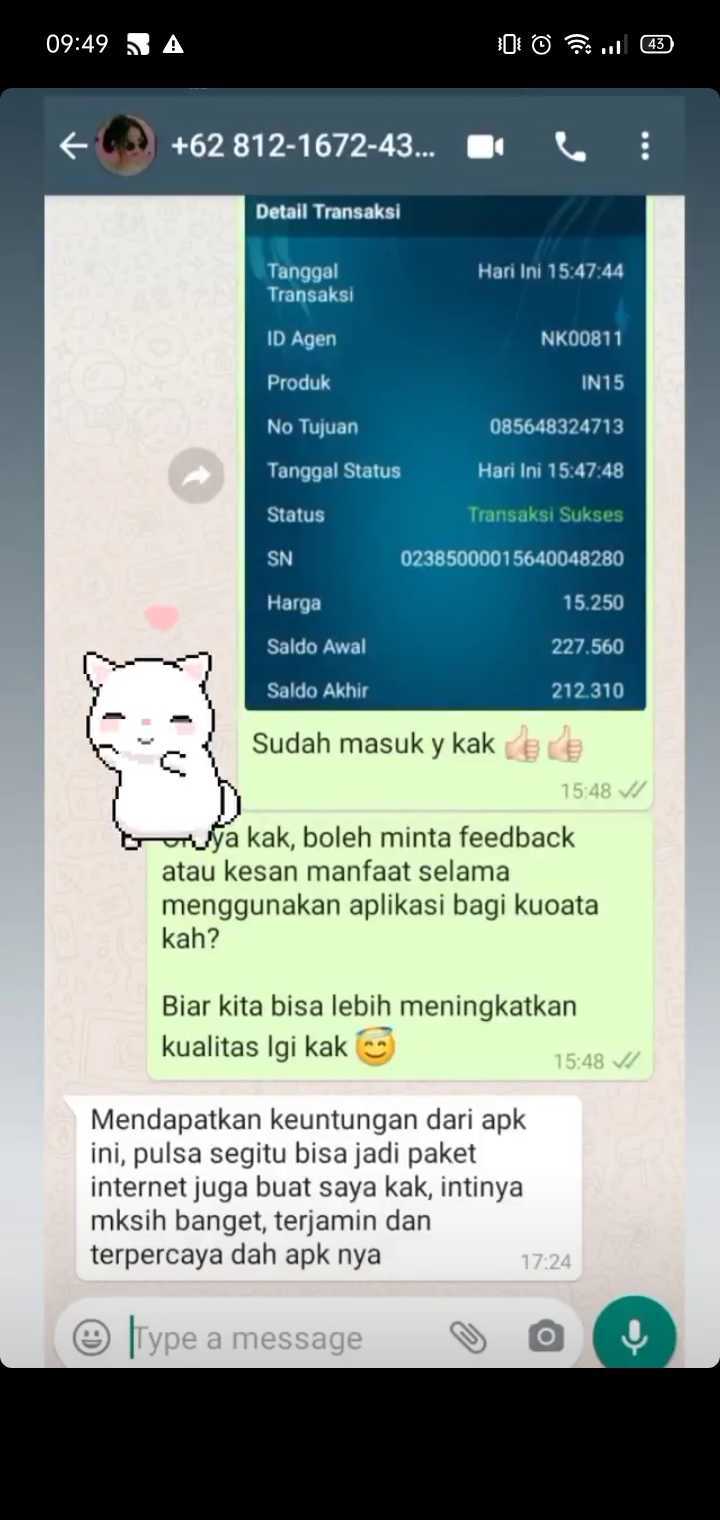 09:49
43
+62 812-1672-43...
Detail Transaksi
Tanggal Transaksi Hari Ini 15:47:44
ID Agen NK00811
Produk IN15
No Tujuan 085648324713
Tanggal Status Hari Ini 15:47:48
Status Transaksi Sukses
SN 02385000015640048280
Harga 15.250
Saldo Awal 227.560
Saldo Akhir 212.310
Sudah masuk y kak 👍🏻👍🏻
15:48
kak, boleh minta feedback
atau kesan manfaat selama
menggunakan aplikasi bagi kuoata
kah?
Biar kita bisa lebih meningkatkan
kualitas lgi kak 😇
15:48
Mendapatkan keuntungan dari apk
ini, pulsa segitu bisa jadi paket
internet juga buat saya kak, intinya
mksih banget, terjamin dan
terpercaya dah apk nya
17:24
Type a message